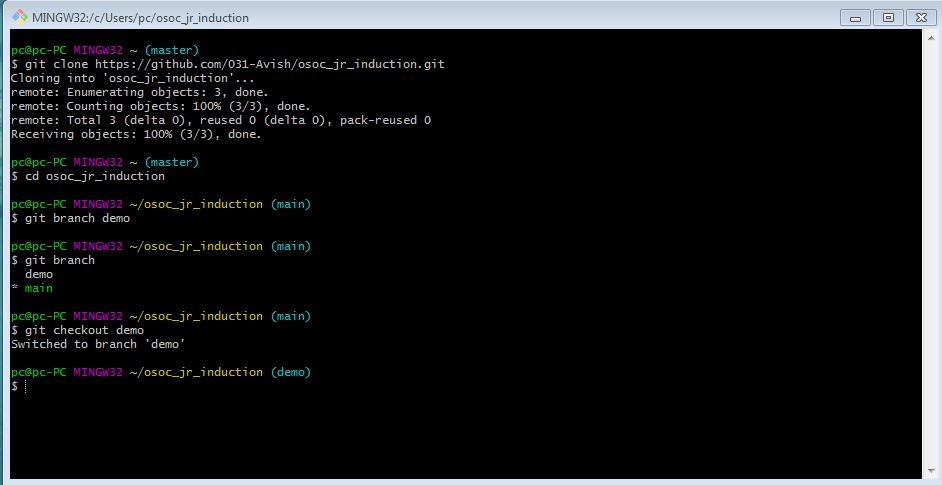 MINGW32:/c/Users/pc/osoc_jr_induction
pc@pc-PC MINGW32 ~ (master)
$ git clone https://github.com/031-Avish/osoc_jr_induction.git
Cloning into 'osoc_jr_induction'...
remote: Enumerating objects: 3, done.
remote: Counting objects: 100% (3/3), done.
remote: Total 3 (delta 0), reused 0 (delta 0), pack-reused 0
Receiving objects: 100% (3/3), done.
pc@pc-PC MINGW32 ~ (master)
$ cd osoc_jr_induction
pc@pc-PC MINGW32 ~/osoc_jr_induction (main)
$ git branch demo
pc@pc-PC MINGW32 ~/osoc_jr_induction (main)
$ git branch
  demo
* main
pc@pc-PC MINGW32 ~/osoc_jr_induction (main)
$ git checkout demo
Switched to branch 'demo'
pc@pc-PC MINGW32 ~/osoc_jr_induction (demo)
$